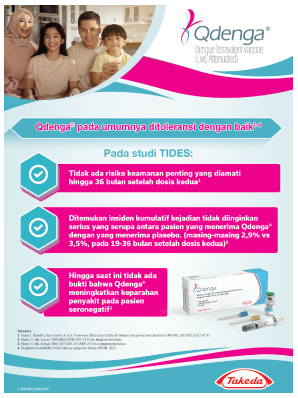 Qdenga®
Dengue Tetravalent Vaccine
(Live, Attenuated)
Qdenga® pada umumnya ditoleransi dengan baik¹⁻⁴
Pada studi TIDES:
Tidak ada risiko keamanan penting yang diamati
hingga 36 bulan setelah dosis kedua¹
Ditemukan insiden kumulatif kejadian tidak diinginkan
serius yang serupa antara pasien yang menerima Qdenga®
dengan yang menerima plasebo. (masing-masing 2,9% vs
3,5%, pada 19-36 bulan setelah dosis kedua)¹
Hingga saat ini tidak ada
bukti bahwa Qdenga®
meningkatkan keparahan
penyakit pada pasien
seronegatif²
Qdenga®
Takeda